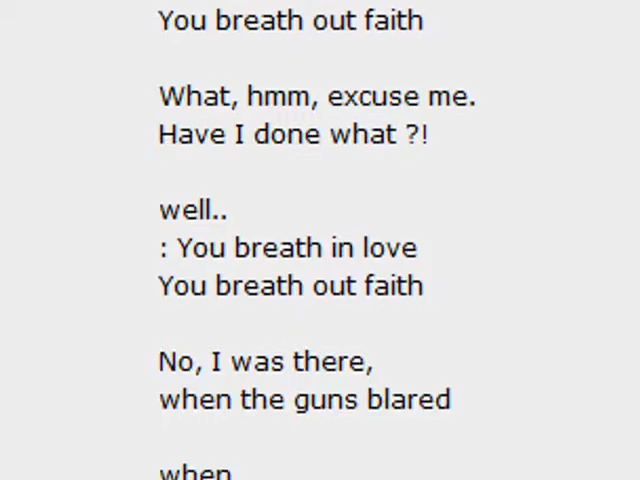 You breath out faith
What, hmm, excuse me.
Have I done what ?!
well..
: You breath in love
You breath out faith
No, I was there,
when the guns blared
when